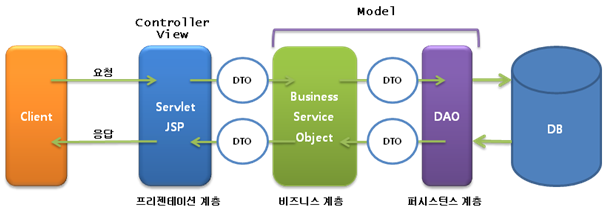 Controller
View
Model
요청
DTO
DTO
Client
Servlet
JSP
Business
Service
Object
DAO
DB
응답
DTO
DTO
프리젠테이션 계층
비즈니스 계층
퍼시스턴스 계층